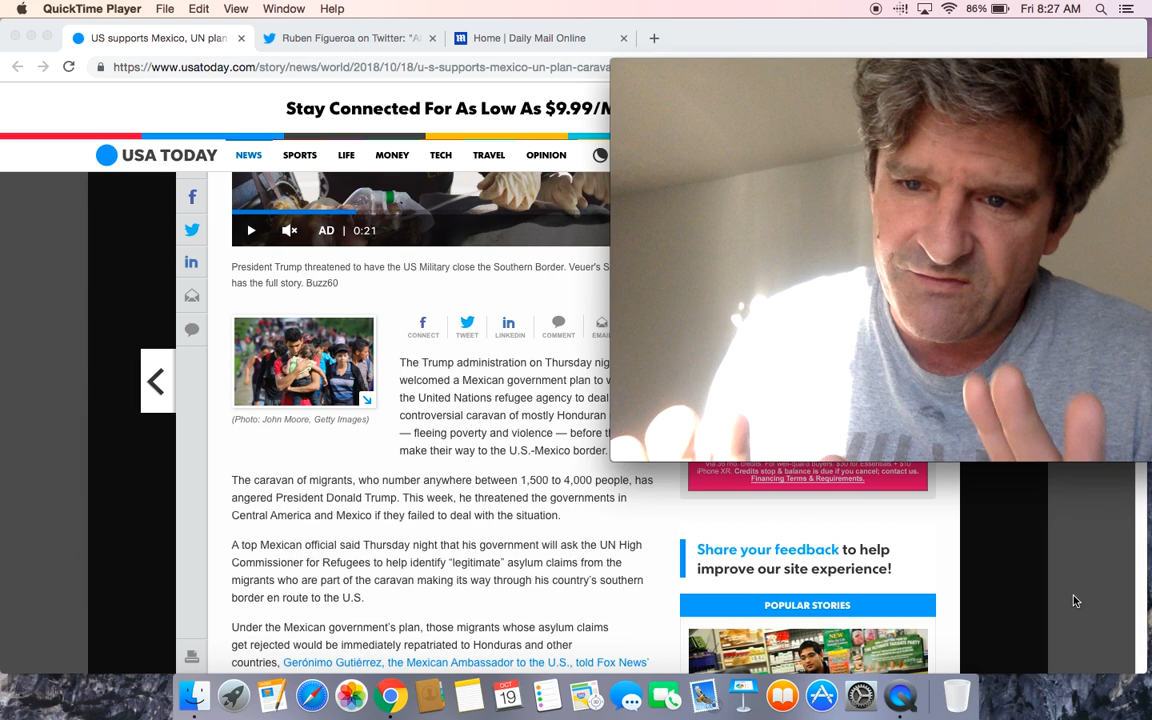 QuickTime Player File Edit View Window Help
86% Fri 8:27 AM
US supports Mexico, UN plan
Ruben Figueroa on Twitter: "Al
Home | Daily Mail Online
https://www.usatoday.com/story/news/world/2018/10/18/u-s-supports-mexico-un-plan-carava
Stay Connected For As Low As $9.99/M
USA TODAY NEWS SPORTS LIFE MONEY TECH TRAVEL OPINION
AD | 0:21
President Trump threatened to have the US Military close the Southern Border. Veuer's S
has the full story. Buzz60
CONNECT TWEET LINKEDIN COMMENT EMAIL
(Photo: John Moore, Getty Images)
The Trump administration on Thursday nig
welcomed a Mexican government plan to w
the United Nations refugee agency to deal
controversial caravan of mostly Honduran
— fleeing poverty and violence — before th
make their way to the U.S.-Mexico border.
The caravan of migrants, who number anywhere between 1,500 to 4,000 people, has
angered President Donald Trump. This week, he threatened the governments in
Central America and Mexico if they failed to deal with the situation.
A top Mexican official said Thursday night that his government will ask the UN High
Commissioner for Refugees to help identify “legitimate” asylum claims from the
migrants who are part of the caravan making its way through his country’s southern
border en route to the U.S.
Under the Mexican government’s plan, those migrants whose asylum claims
get rejected would be immediately repatriated to Honduras and other
countries, Gerónimo Gutiérrez, the Mexican Ambassador to the U.S., told Fox News’
iPhone XR. Credits stop & balance is due if you cancel; contact us.
Financing Terms & Requirements.
Share your feedback to help
improve our site experience!
POPULAR STORIES
OCT
19